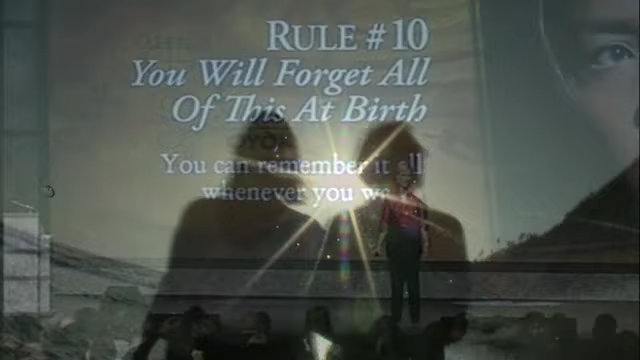 RULE # 10
You Will Forget All
Of This At Birth
You can remember it all
whenever you